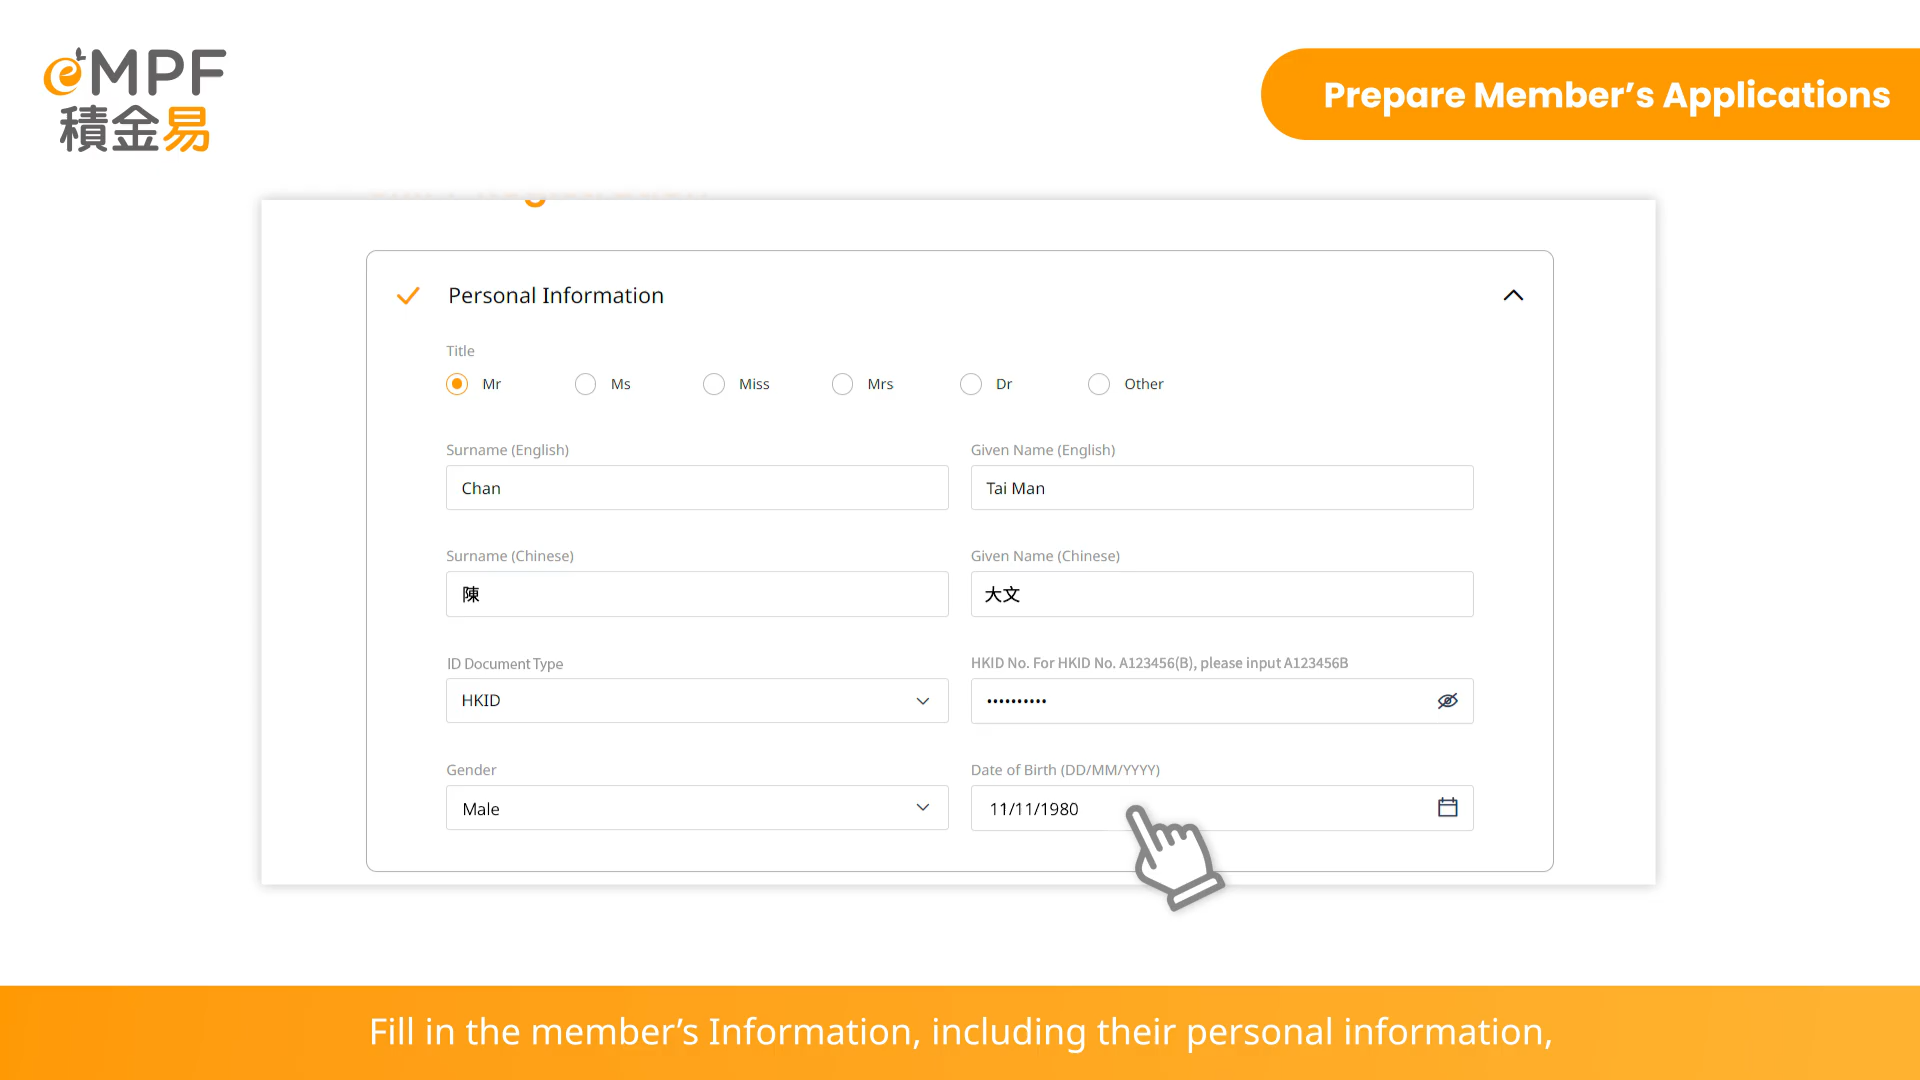 eMPF
積金易
Prepare Member’s Applications
Personal Information
Title
Mr Ms Miss Mrs Dr Other
Surname (English) Given Name (English)
Chan Tai Man
Surname (Chinese) Given Name (Chinese)
陳 大文
ID Document Type HKID No. For HKID No. A123456(B), please input A123456B
HKID ••••••••••
Gender Date of Birth (DD/MM/YYYY)
Male 11/11/1980
Fill in the member’s Information, including their personal information,